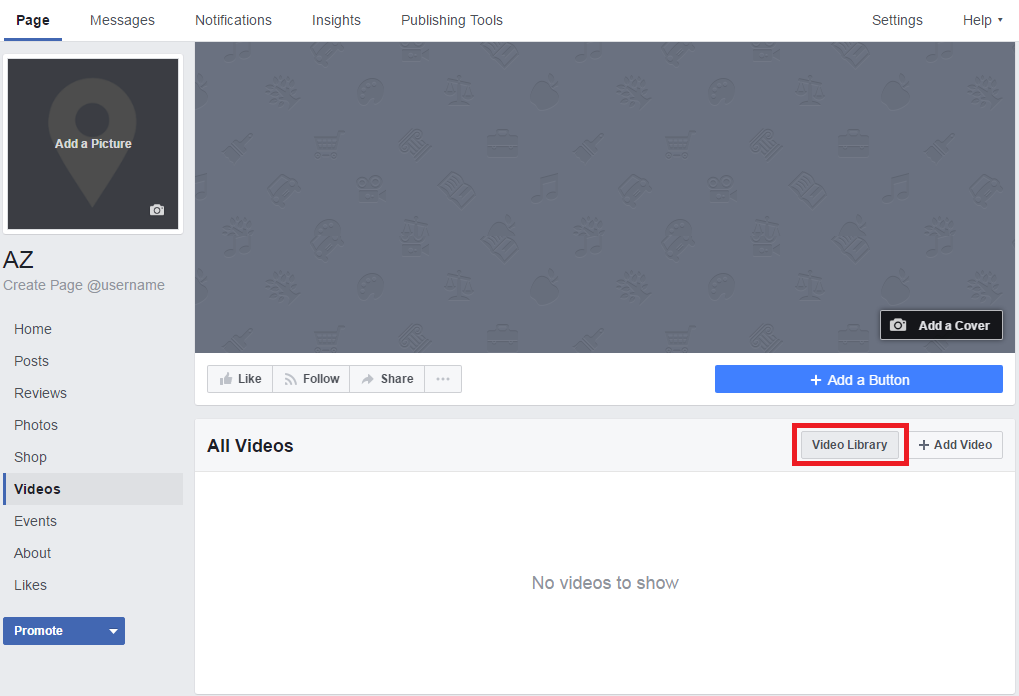 Page Messages Notifications Insights Publishing Tools Settings Help
Add a Picture
AZ
Create Page @username
Home
Posts
Reviews
Photos
Shop
Videos
Events
About
Likes
Promote
Add a Cover
Like Follow Share ... + Add a Button
All Videos Video Library + Add Video
No videos to show